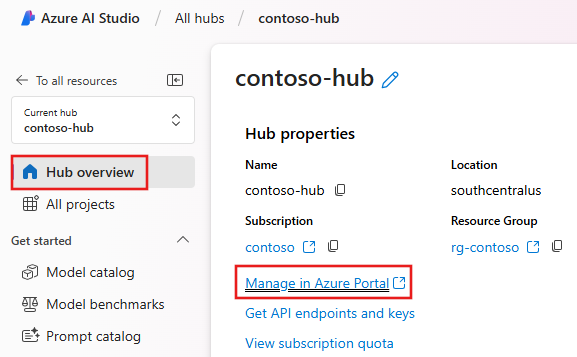 Azure AI Studio / All hubs / contoso-hub
To all resources
Current hub
contoso-hub
Hub overview
All projects
Get started
Model catalog
Model benchmarks
Prompt catalog
contoso-hub
Hub properties
Name
contoso-hub
Location
southcentralus
Subscription
contoso
Resource Group
rg-contoso
Manage in Azure Portal
Get API endpoints and keys
View subscription quota